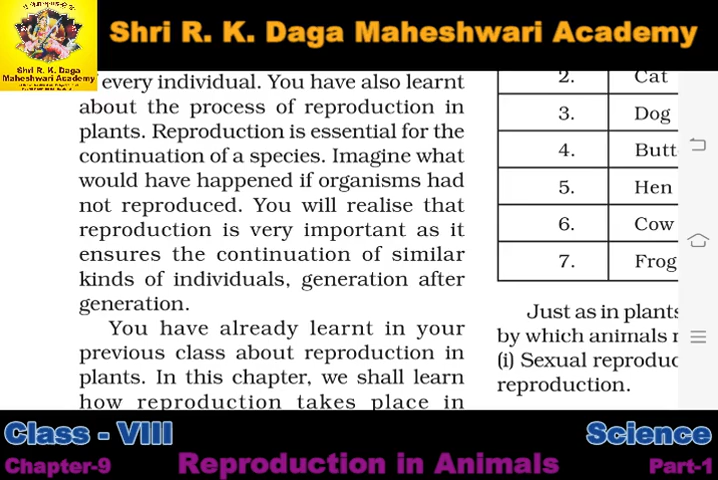 Shri R. K. Daga Maheshwari Academy
Shri R. K. Daga
Maheshwari Academy
every individual. You have also learnt
about the process of reproduction in
plants. Reproduction is essential for the
continuation of a species. Imagine what
would have happened if organisms had
not reproduced. You will realise that
reproduction is very important as it
ensures the continuation of similar
kinds of individuals, generation after
generation.
You have already learnt in your
previous class about reproduction in
plants. In this chapter, we shall learn
how reproduction takes place in
2. Cat
3. Dog
4. Butt
5. Hen
6. Cow
7. Frog
Just as in plants
by which animals
(i) Sexual reproduc
reproduction.
Class - VIII
Science
Chapter-9
Reproduction in Animals
Part-1